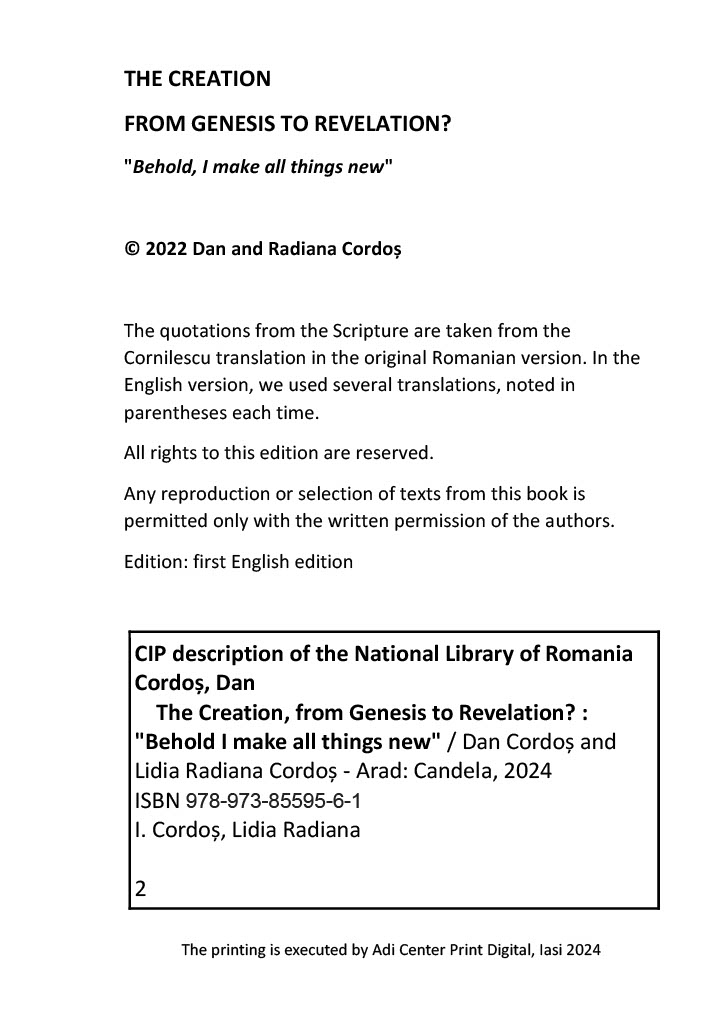 THE CREATION
FROM GENESIS TO REVELATION?
"Behold, I make all things new"
© 2022 Dan and Radiana Cordoș
The quotations from the Scripture are taken from the
Cornilescu translation in the original Romanian version. In the
English version, we used several translations, noted in
parentheses each time.
All rights to this edition are reserved.
Any reproduction or selection of texts from this book is
permitted only with the written permission of the authors.
Edition: first English edition
CIP description of the National Library of Romania
Cordoș, Dan
The Creation, from Genesis to Revelation? :
"Behold I make all things new" / Dan Cordoș and
Lidia Radiana Cordoș - Arad: Candela, 2024
ISBN 978-973-85595-6-1
I. Cordoș, Lidia Radiana
2
The printing is executed by Adi Center Print Digital, Iasi 2024